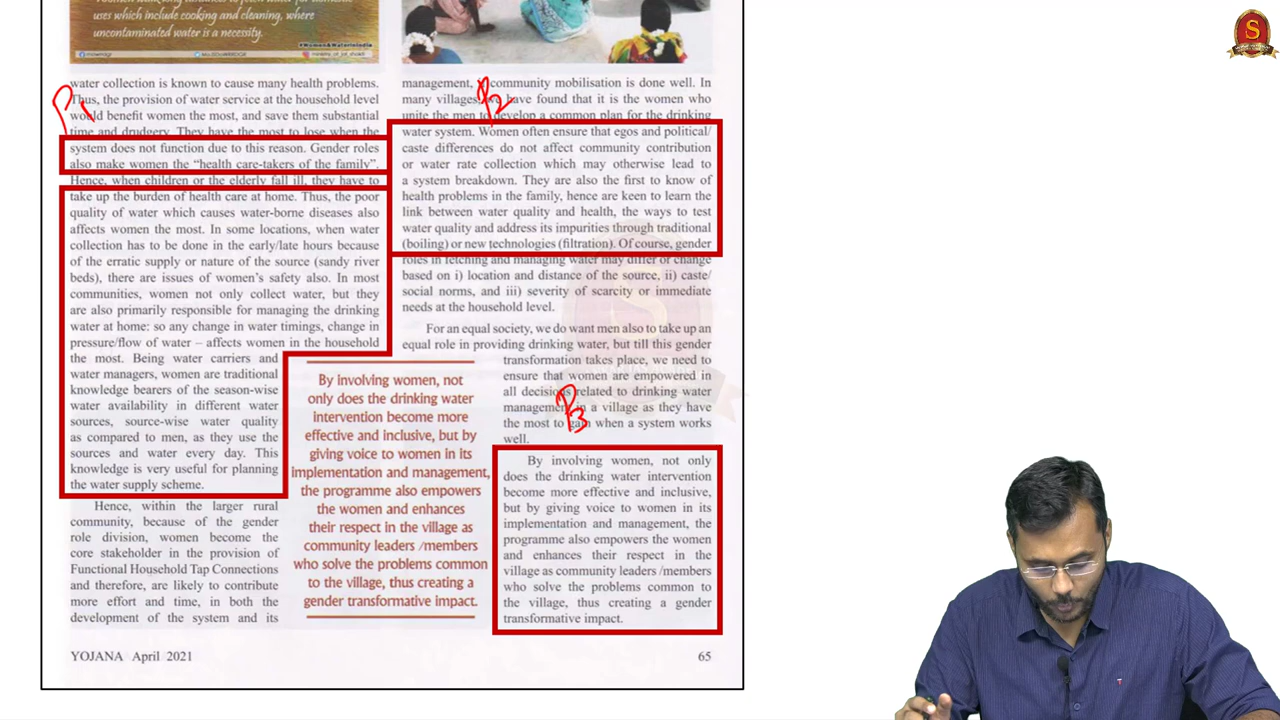 uses which include cooking and cleaning, where
uncontaminated water is a necessity.
#Women&WaterInIndia
water collection is known to cause many health problems.
Thus, the provision of water service at the household level
would benefit women the most, and save them substantial
time and drudgery. They have the most to lose when the
system does not function due to this reason. Gender roles
also make women the “health care-takers of the family”.
Hence, when children or the elderly fall ill, they have to
take up the burden of health care at home. Thus, the poor
quality of water which causes water-borne diseases also
affects women the most. In some locations, when water
collection has to be done in the early/late hours because
of the erratic supply or nature of the source (sandy river
beds), there are issues of women’s safety also. In most
communities, women not only collect water, but they
are also primarily responsible for managing the drinking
water at home: so any change in water timings, change in
pressure/flow of water – affects women in the household
the most. Being water carriers and
water managers, women are traditional
knowledge bearers of the season-wise
water availability in different water
sources, source-wise water quality
as compared to men, as they use the
sources and water every day. This
knowledge is very useful for planning
the water supply scheme.
Hence, within the larger rural
community, because of the gender
role division, women become the
core stakeholder in the provision of
Functional Household Tap Connections
and therefore, are likely to contribute
more effort and time, in both the
development of the system and its
By involving women, not
only does the drinking water
intervention become more
effective and inclusive, but by
giving voice to women in its
implementation and management,
the programme also empowers
the women and enhances
their respect in the village as
community leaders /members
who solve the problems common
to the village, thus creating a
gender transformative impact.
management, community mobilisation is done well. In
many villages, we have found that it is the women who
unite the men to develop a common plan for the drinking
water system. Women often ensure that egos and political/
caste differences do not affect community contribution
or water rate collection which may otherwise lead to
a system breakdown. They are also the first to know of
health problems in the family, hence are keen to learn the
link between water quality and health, the ways to test
water quality and address its impurities through traditional
(boiling) or new technologies (filtration). Of course, gender
roles in fetching and managing water may differ or change
based on i) location and distance of the source, ii) caste/
social norms, and iii) severity of scarcity or immediate
needs at the household level.
For an equal society, we do want men also to take up an
equal role in providing drinking water, but till this gender
transformation takes place, we need to
ensure that women are empowered in
all decisions related to drinking water
management in a village as they have
the most to gain when a system works
well.
By involving women, not only
does the drinking water intervention
become more effective and inclusive,
but by giving voice to women in its
implementation and management, the
programme also empowers the women
and enhances their respect in the
village as community leaders /members
who solve the problems common to
the village, thus creating a gender
transformative impact.
P1
P2
P3
YOJANA April 2021
65
S